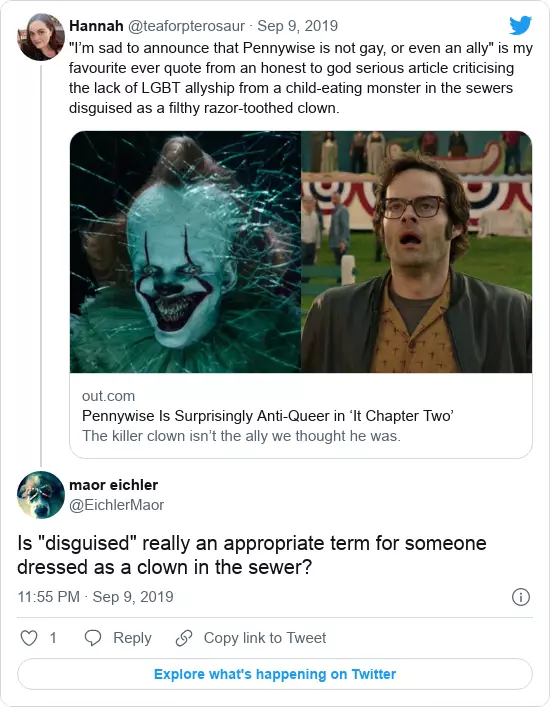 Hannah @teaforpterosaur · Sep 9, 2019
"I'm sad to announce that Pennywise is not gay, or even an ally" is my
favourite ever quote from an honest to god serious article criticising
the lack of LGBT allyship from a child-eating monster in the sewers
disguised as a filthy razor-toothed clown.
out.com
Pennywise Is Surprisingly Anti-Queer in ‘It Chapter Two’
The killer clown isn’t the ally we thought he was.
maor eichler
@EichlerMaor
Is "disguised" really an appropriate term for someone
dressed as a clown in the sewer?
11:55 PM · Sep 9, 2019
1 Reply Copy link to Tweet
Explore what's happening on Twitter